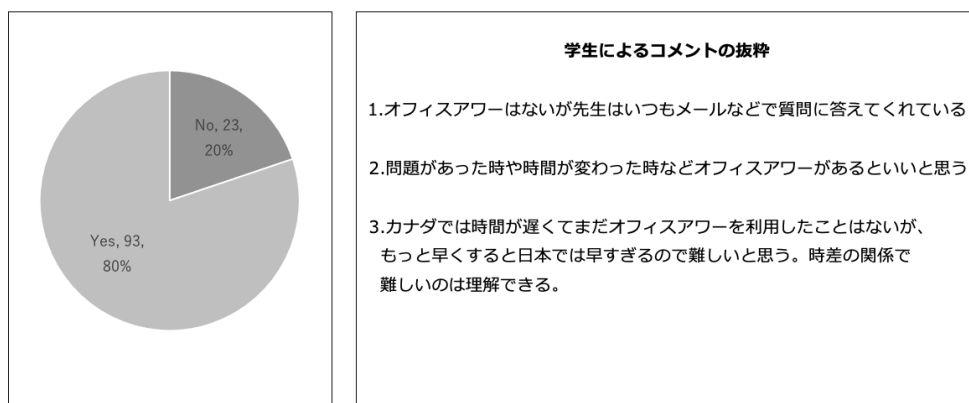 No, 23,
20%
Yes, 93,
80%
学生によるコメントの抜粋
1.オフィスアワーはないが先生はいつもメールなどで質問に答えてくれている
2.問題があった時や時間が変わった時などオフィスアワーがあるといいと思う
3.カナダでは時間が遅くてまだオフィスアワーを利用したことはないが、
もっと早くすると日本では早すぎるので難しいと思う。時差の関係で
難しいのは理解できる。